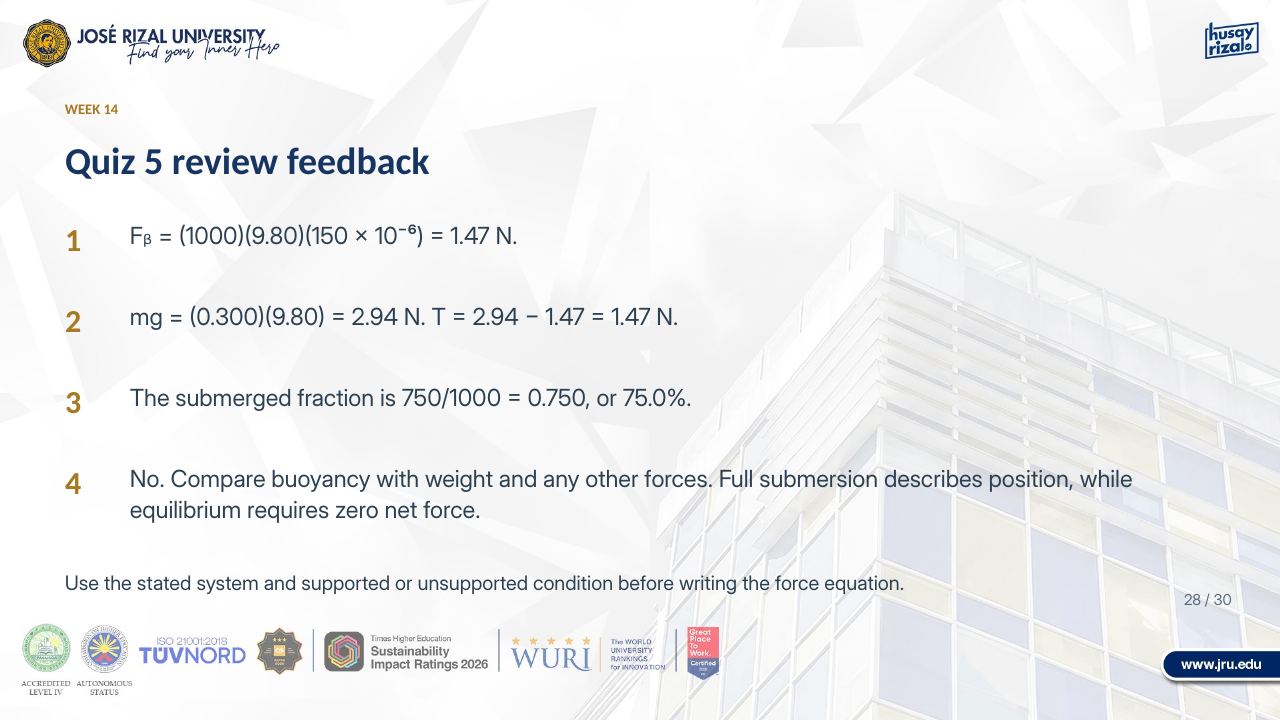 JOSÉ RIZAL UNIVERSITY
Find your Inner Hero
husay
rizal
WEEK 14
Quiz 5 review feedback
1 Fᵦ = (1000)(9.80)(150 × 10⁻⁶) = 1.47 N.
2 mg = (0.300)(9.80) = 2.94 N. T = 2.94 − 1.47 = 1.47 N.
3 The submerged fraction is 750/1000 = 0.750, or 75.0%.
4 No. Compare buoyancy with weight and any other forces. Full submersion describes position, while
equilibrium requires zero net force.
Use the stated system and supported or unsupported condition before writing the force equation.
28 / 30
ACCREDITED
LEVEL IV
AUTONOMOUS
STATUS
ISO 21001:2018
TÜVNORD
Times Higher Education
Sustainability
Impact Ratings 2026
WURI
The WORLD
UNIVERSITY
RANKINGS
for INNOVATION
Great
Place
To
Work.
Certified
www.jru.edu